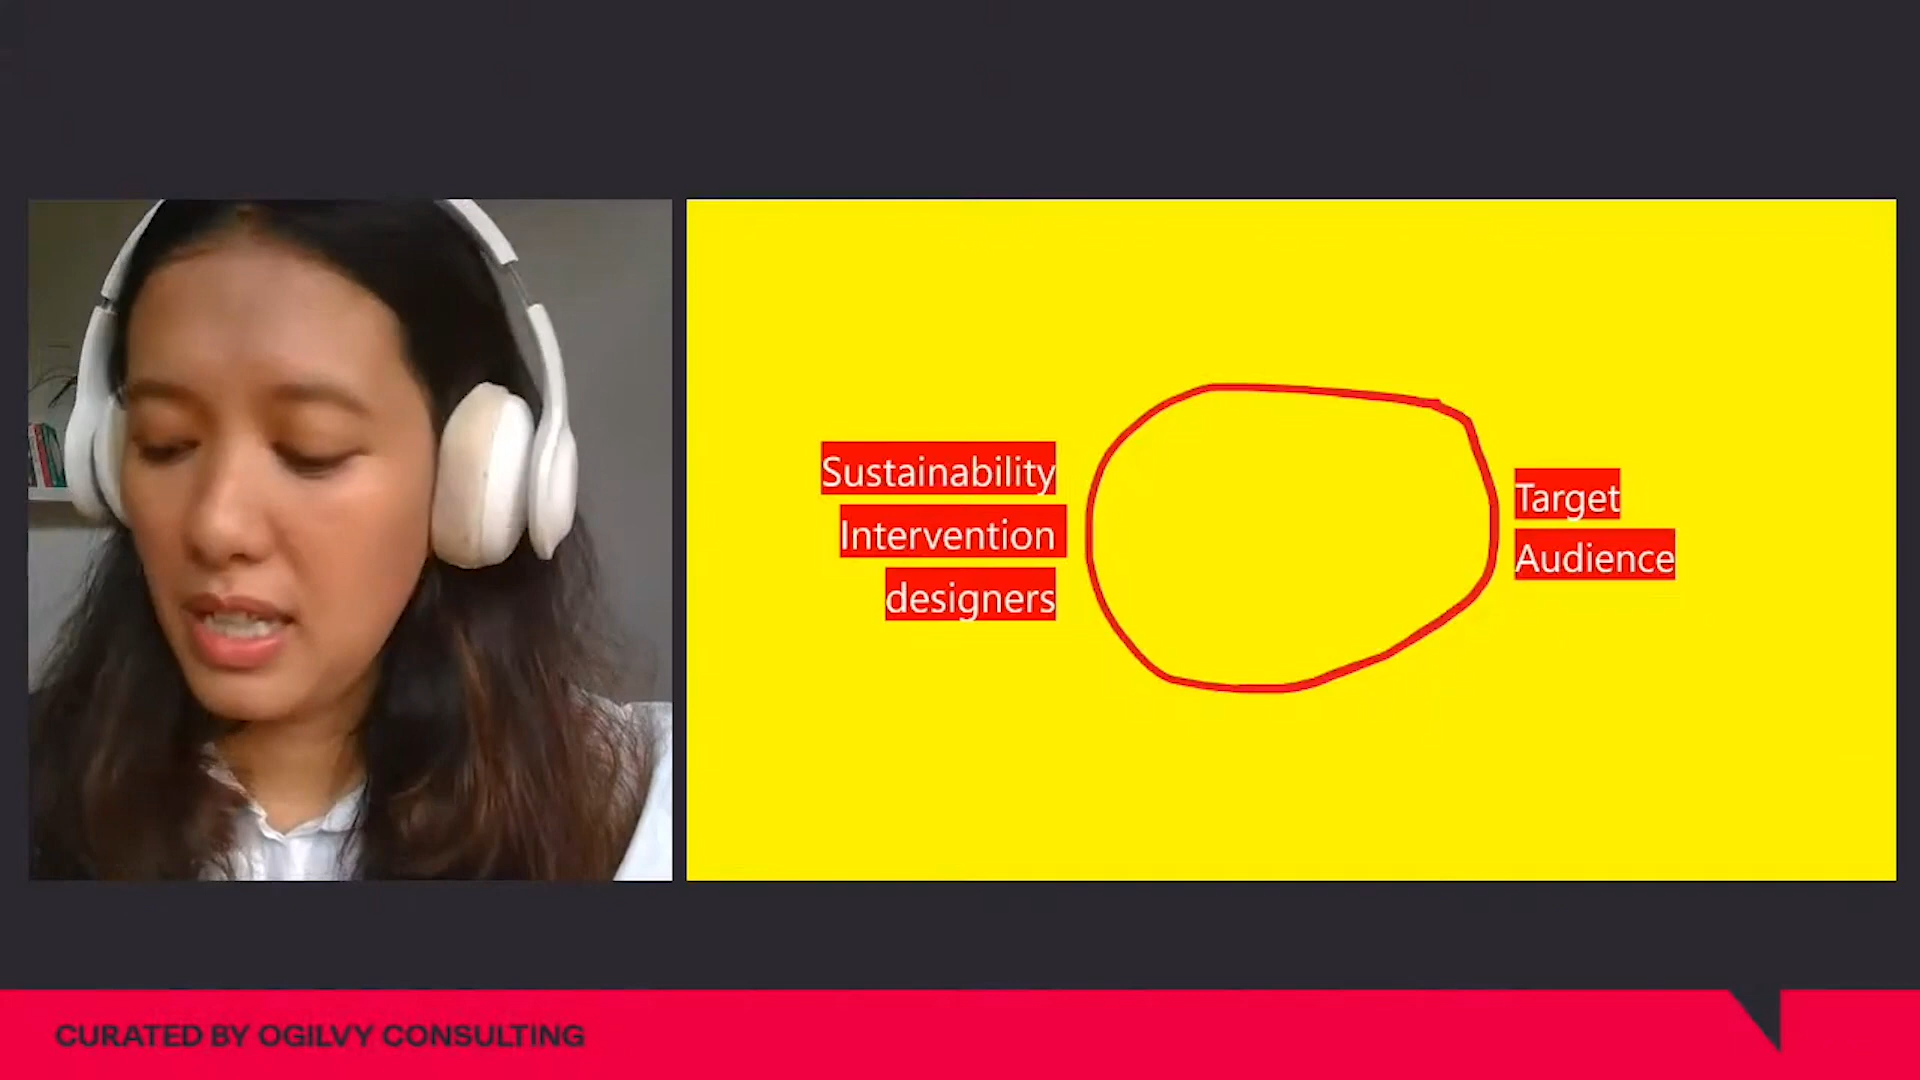 Sustainability
Intervention
designers
Target
Audience
CURATED BY OGILVY CONSULTING